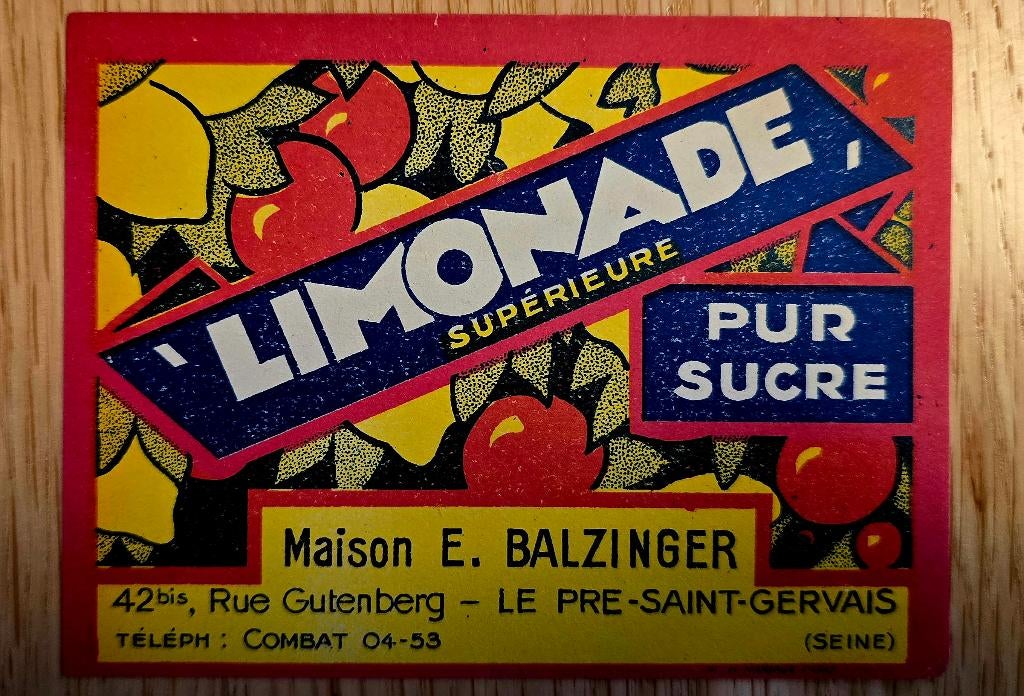 LIMONADE
SUPÉRIEURE
PUR
SUCRE
Maison E. BALZINGER
42bis, Rue Gutenberg – LE PRE-SAINT-GERVAIS
TÉLÉPH : COMBAT 04-53 (SEINE)